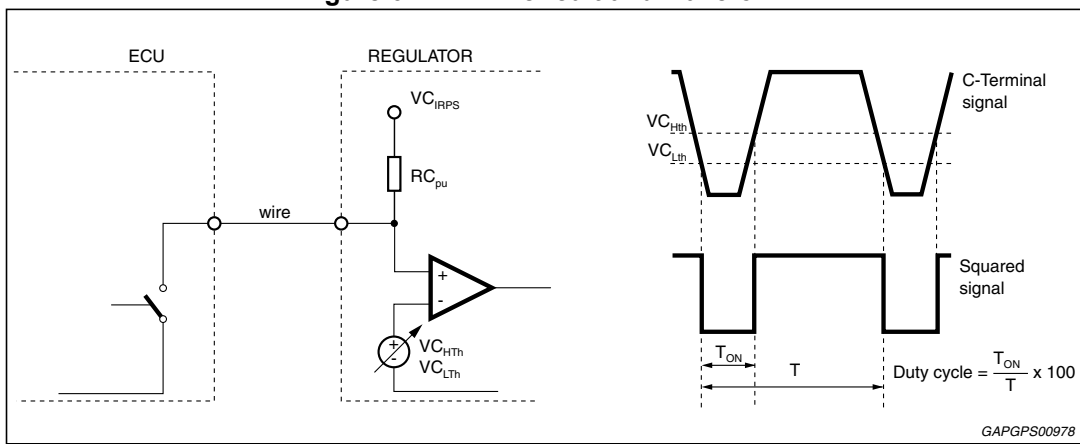 ECU
REGULATOR
VC_IRPS
RC_pu
wire
+
-
+
-
VC_HTh
VC_LTh
C-Terminal
signal
VC_Hth
VC_Lth
Squared
signal
T_ON
T
Duty cycle = T_ON / T x 100
GAPGPS00978